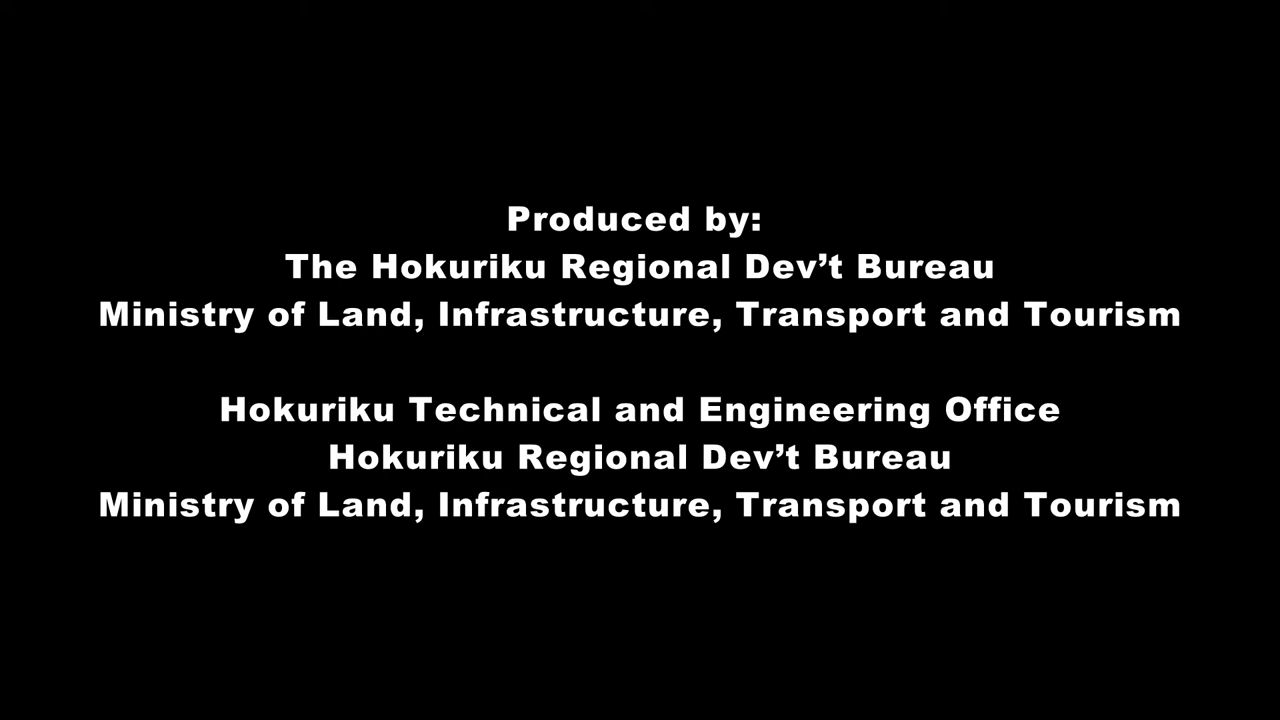 Produced by:
The Hokuriku Regional Dev’t Bureau
Ministry of Land, Infrastructure, Transport and Tourism
Hokuriku Technical and Engineering Office
Hokuriku Regional Dev’t Bureau
Ministry of Land, Infrastructure, Transport and Tourism